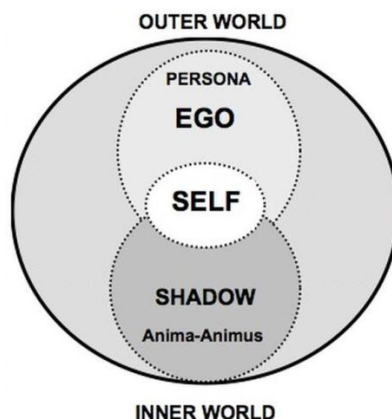 OUTER WORLD
PERSONA
EGO
SELF
SHADOW
Anima-Animus
INNER WORLD